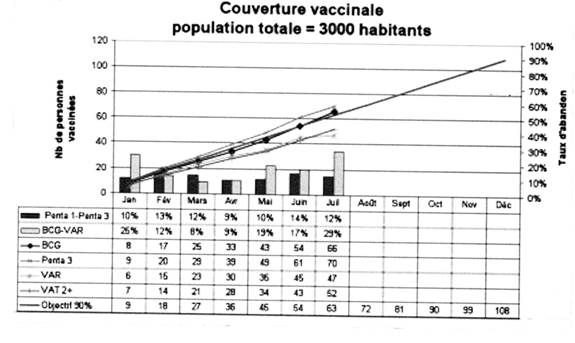 Couverture vaccinale
population totale = 3000 habitants
Nb de personnes vaccinées
120
100
80
60
40
20
0
100%
90%
80%
70%
60%
50%
40%
30%
20%
10%
0%
Taux d'abandon
Jan Fév Mars Avr Mai Juin Juil Août Sept Oct Nov Déc
Penta 1-Penta 3 10% 13% 12% 9% 10% 14% 12%
BCG-VAR 25% 12% 8% 9% 19% 17% 29%
BCG 8 17 25 33 43 54 66
Penta 3 9 20 29 39 49 61 70
VAR 6 15 23 30 35 45 47
VAT 2+ 7 14 21 28 34 43 52
Objectif 90% 9 18 27 36 45 54 63 72 81 90 99 108